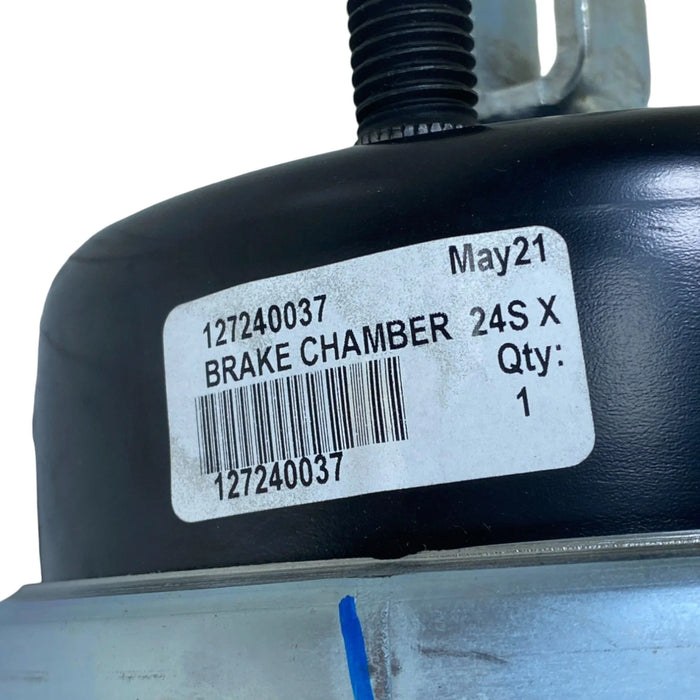 May21
127240037
BRAKE CHAMBER 24S X
Qty:
1
127240037